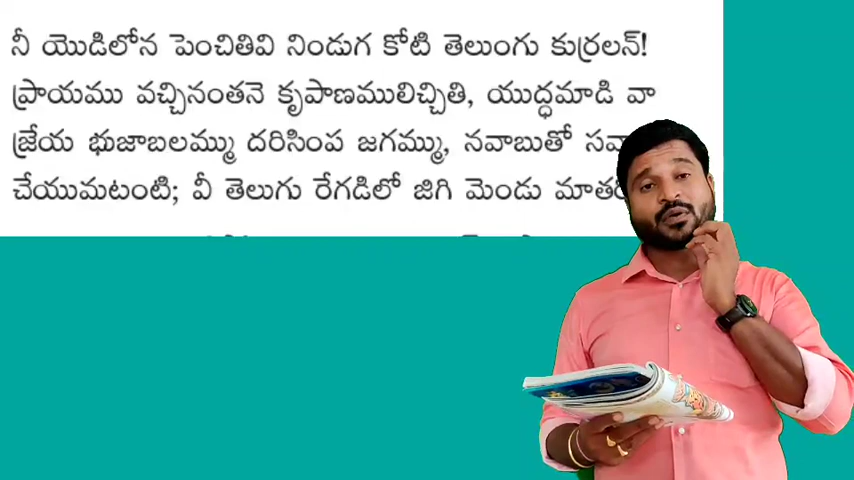 నీ యొడిలోన పెంచితివి నిండుగ కోటి తెలుంగు కుర్రలన్!
ప్రాయము వచ్చినంతనె కృపాణములిచ్చితి, యుద్ధమాడి వా
జ్రేయ భుజాబలమ్ము దరిసింప జగమ్ము, నవాబుతో
చేయుమటంటి; వీ తెలుగు రేగడిలో జిగి మెండు